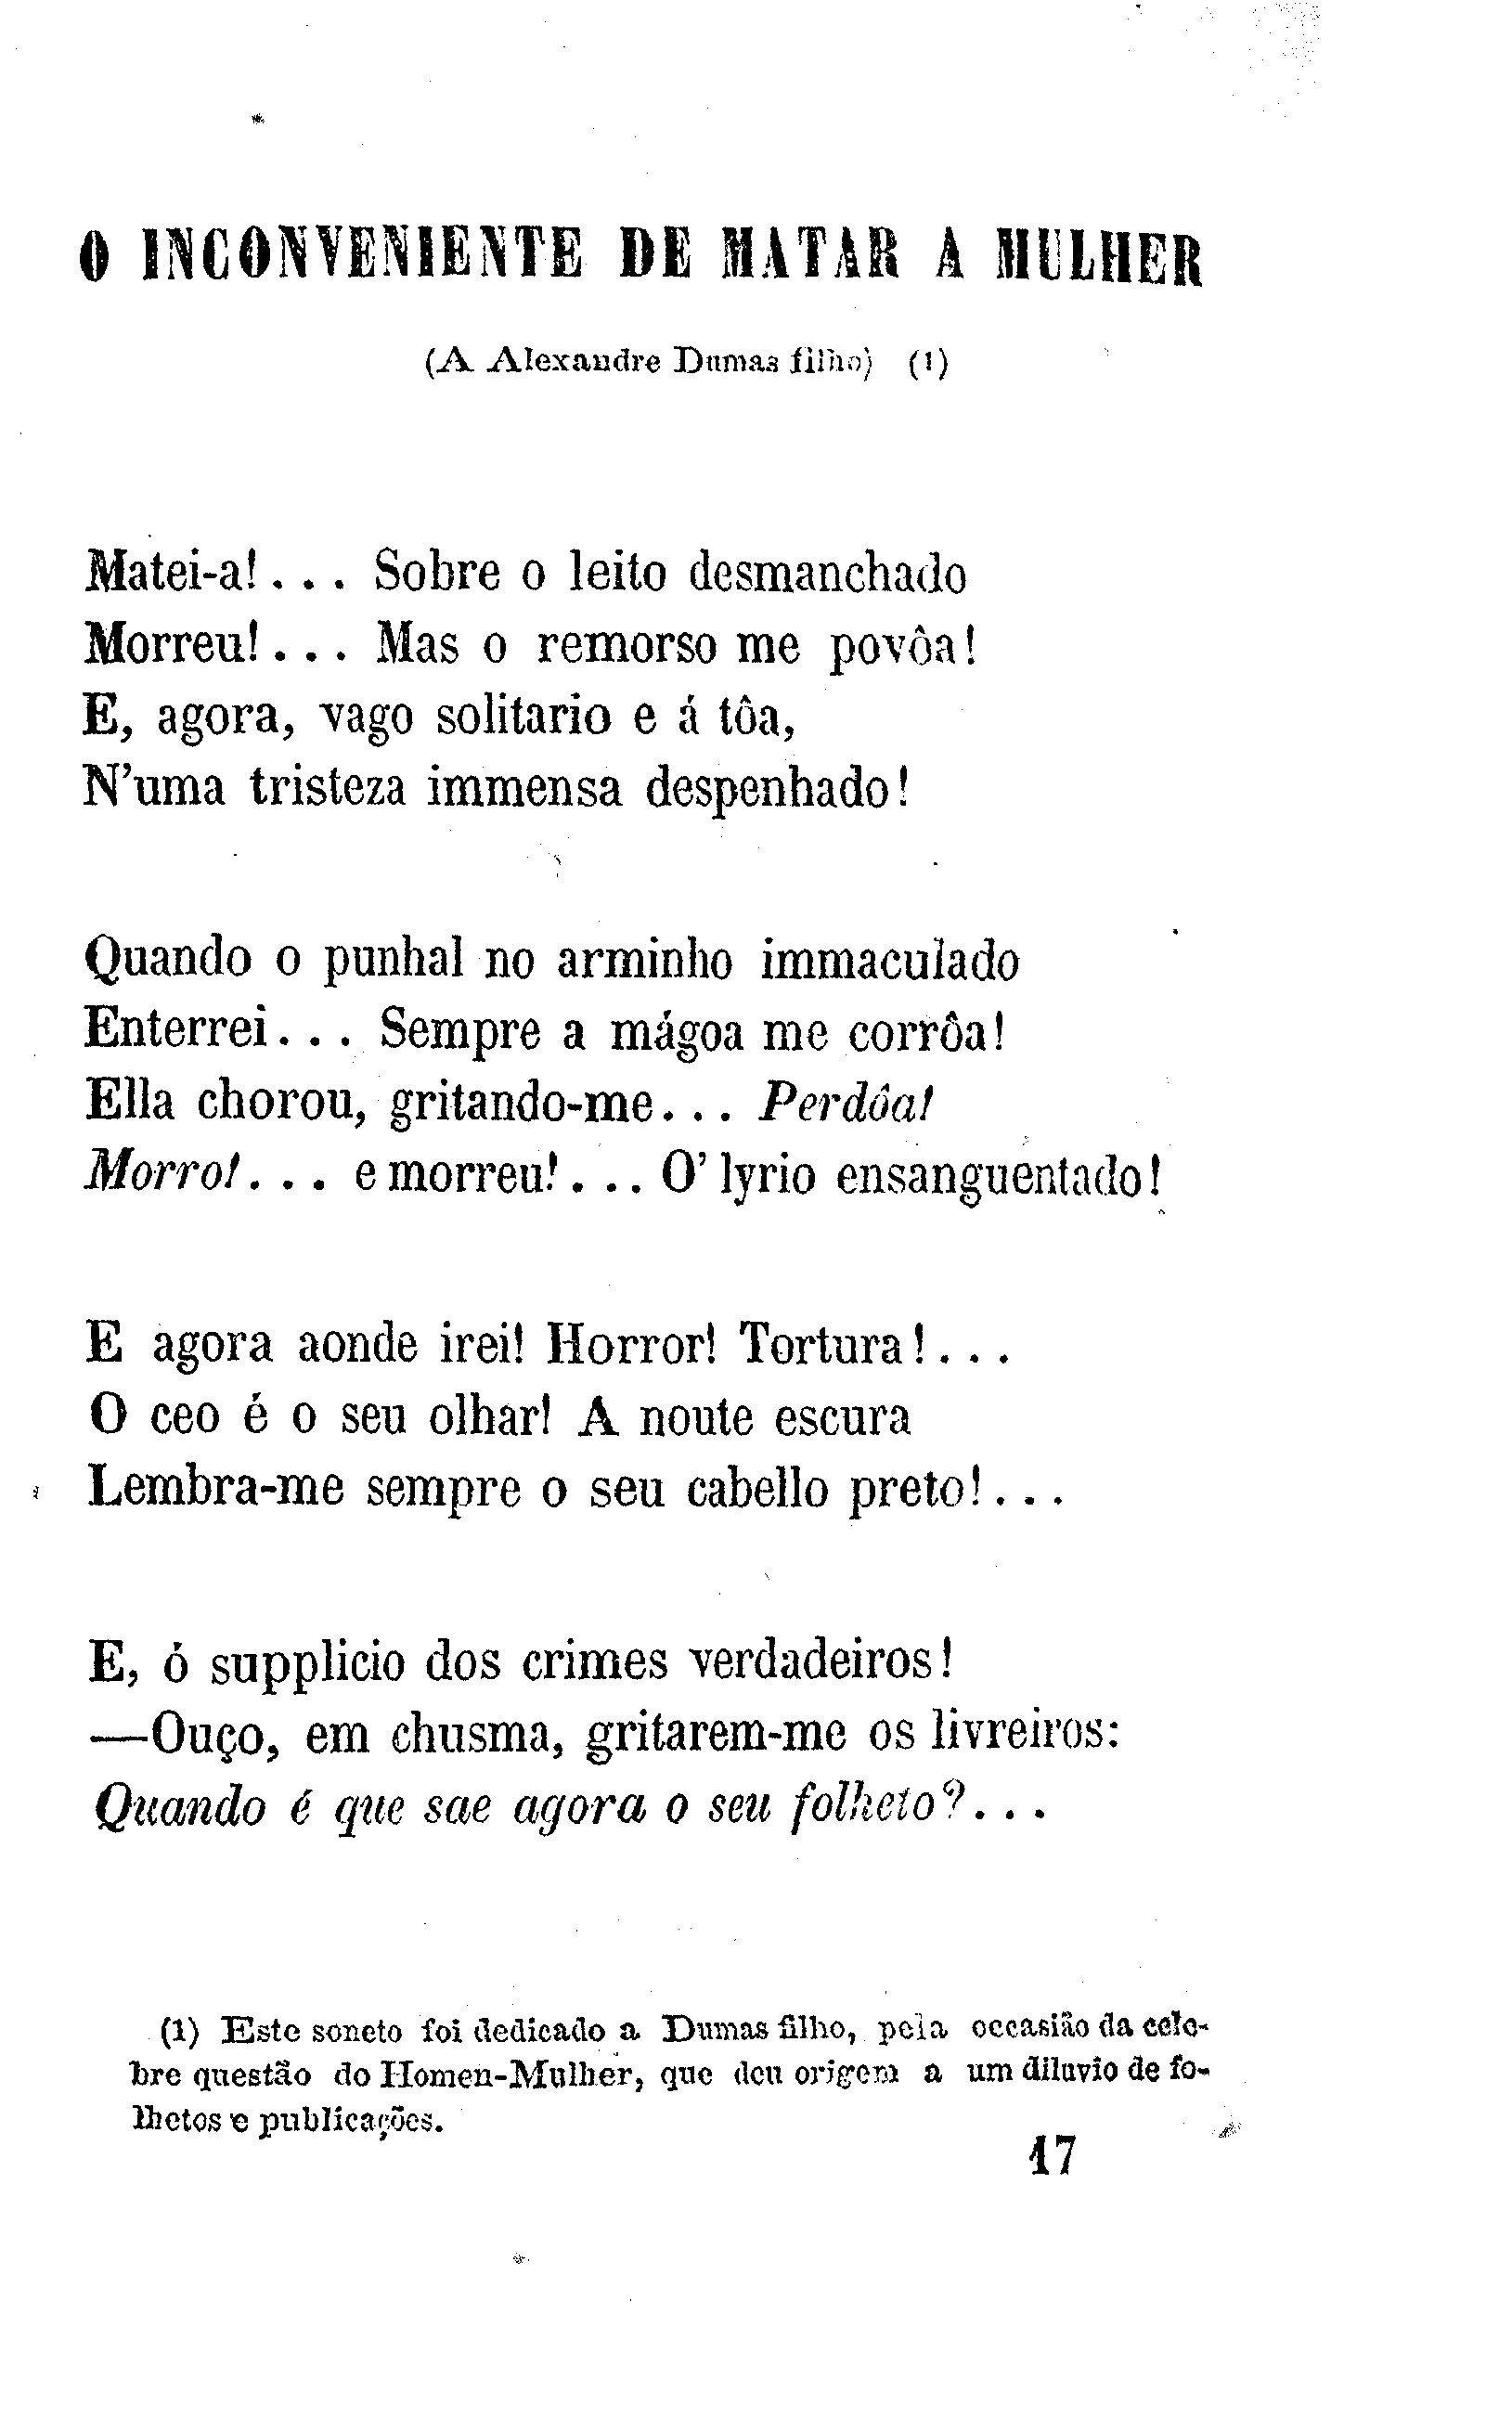 O INCONVENIENTE DE MATAR A MULHER
(A Alexandre Dumas filho) (1)
Matei-a!... Sobre o leito desmanchado
Morreu!... Mas o remorso me povôa!
E, agora, vago solitario e á tôa,
N'uma tristeza immensa despenhado!
Quando o punhal no arminho immaculado
Enterrei... Sempre a mágoa me corrôa!
Ella chorou, gritando-me... Perdôa!
Morro!... e morreu!... O' lyrio ensanguentado!
E agora aonde irei! Horror! Tortura!...
O ceo é o seu olhar! A noute escura
Lembra-me sempre o seu cabello preto!...
E, ó supplicio dos crimes verdadeiros!
—Ouço, em chusma, gritarem-me os livreiros:
Quando é que sae agora o seu folheto?...
(1) Este soneto foi dedicado a Dumas filho, pela occasião da cele-
bre questão do Homen-Mulher, que deu origem a um diluvio de fo-
lhetos e publicações.
17